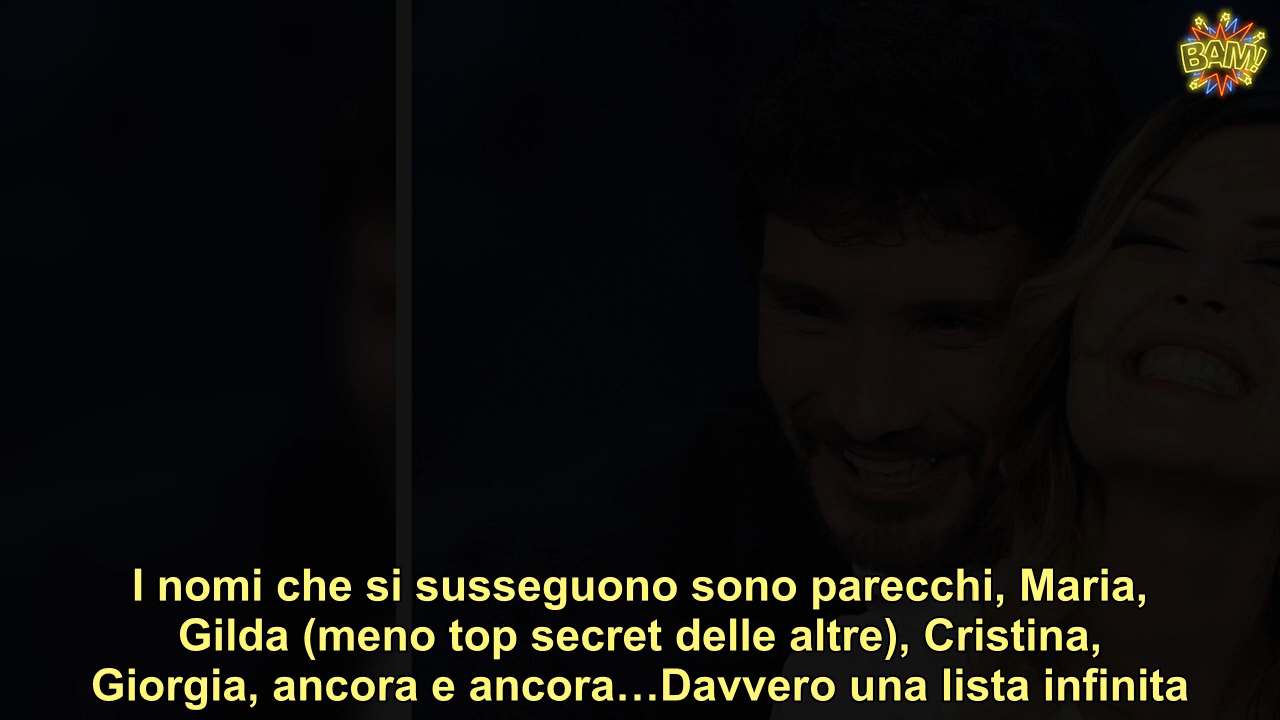 BAM!
I nomi che si susseguono sono parecchi, Maria,
Gilda (meno top secret delle altre), Cristina,
Giorgia, ancora e ancora…Davvero una lista infinita